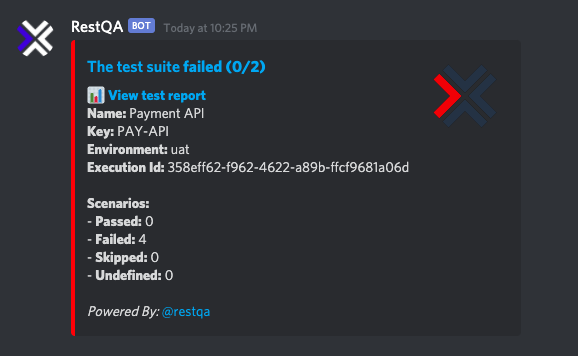 RestQA BOT Today at 10:25 PM
The test suite failed (0/2)
📊 View test report
Name: Payment API
Key: PAY-API
Environment: uat
Execution Id: 358eff62-f962-4622-a89b-ffcf9681a06d
Scenarios:
- Passed: 0
- Failed: 4
- Skipped: 0
- Undefined: 0
Powered By: @restqa